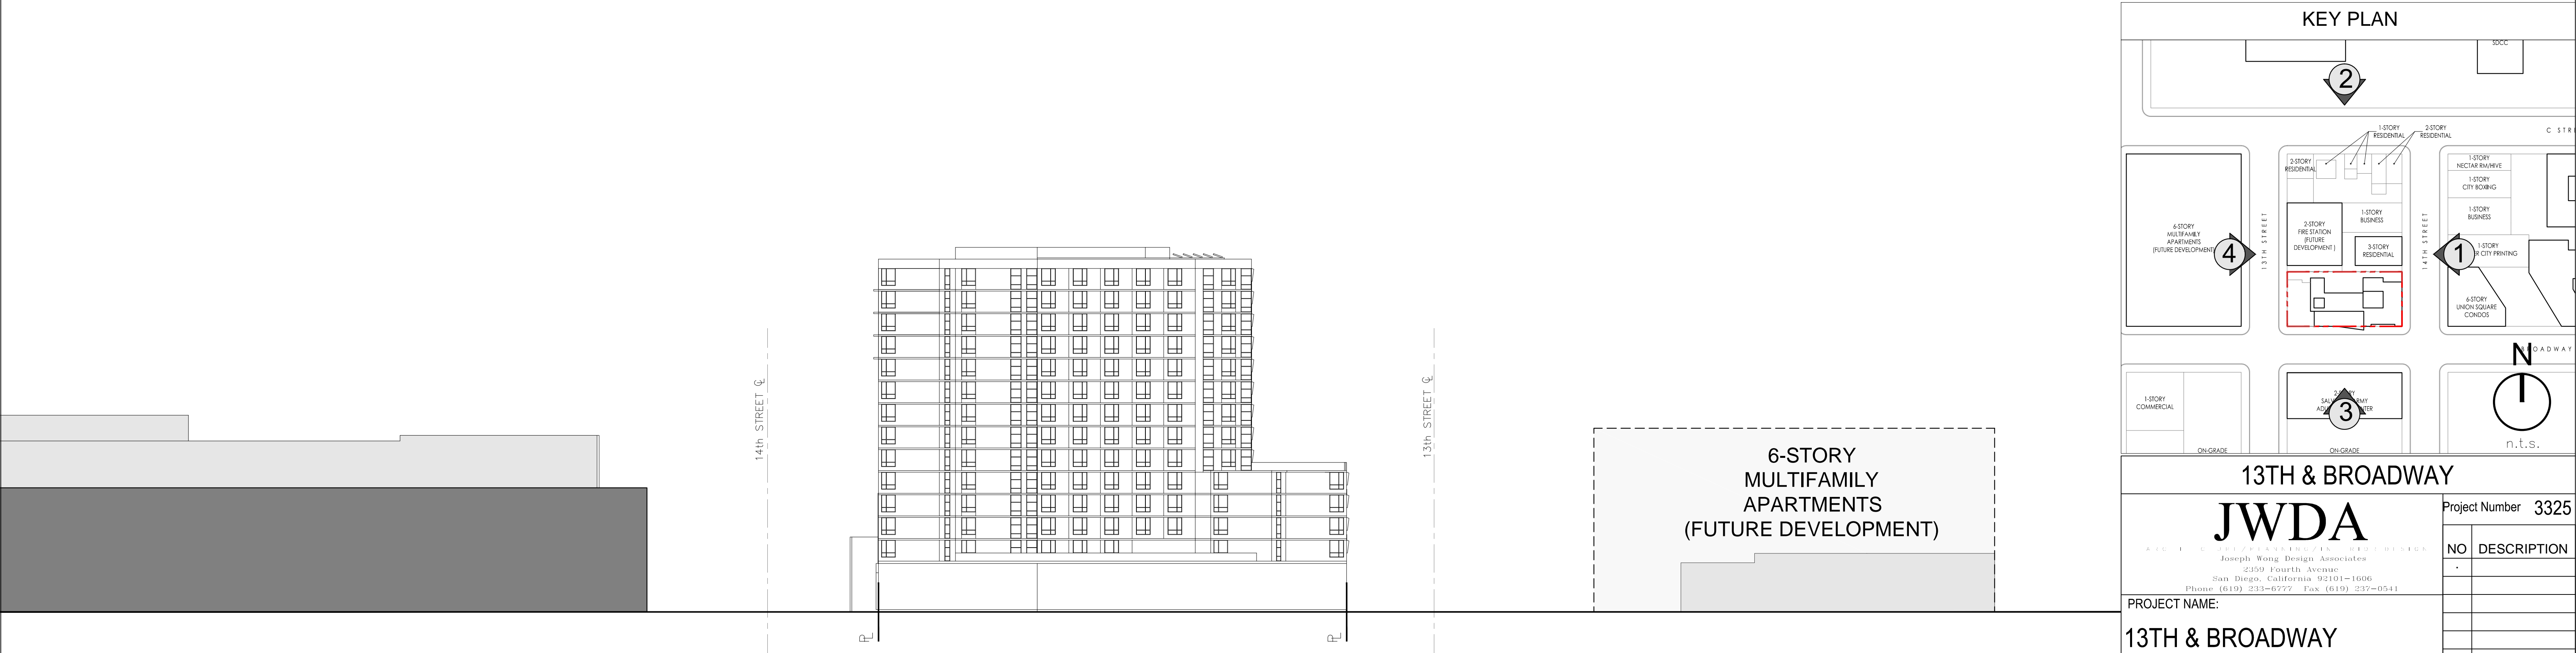 14th STREET
13th STREET
6-STORY
MULTIFAMILY
APARTMENTS
(FUTURE DEVELOPMENT)
KEY PLAN
SDCC
2
1-STORY
RESIDENTIAL
2-STORY
RESIDENTIAL
C STR
2-STORY
RESIDENTIAL
1-STORY
NECTAR RM/HIVE
1-STORY
CITY BOXING
1-STORY
BUSINESS
1-STORY
BUSINESS
2-STORY
FIRE STATION
(FUTURE
DEVELOPMENT )
3-STORY
RESIDENTIAL
6-STORY
MULTIFAMILY
APARTMENTS
(FUTURE DEVELOPMENT)
4
13TH STREET
14TH STREET
1
1-STORY
R CITY PRINTING
6-STORY
UNION SQUARE
CONDOS
BROADWAY
N
n.t.s.
1-STORY
COMMERCIAL
3
ON-GRADE
ON-GRADE
13TH & BROADWAY
JWDA
Joseph Wong Design Associates
2359 Fourth Avenue
San Diego, California 92101-1606
Phone (619) 233-6777 Fax (619) 237-0541
Project Number 3325
NO DESCRIPTION
PROJECT NAME:
13TH & BROADWAY